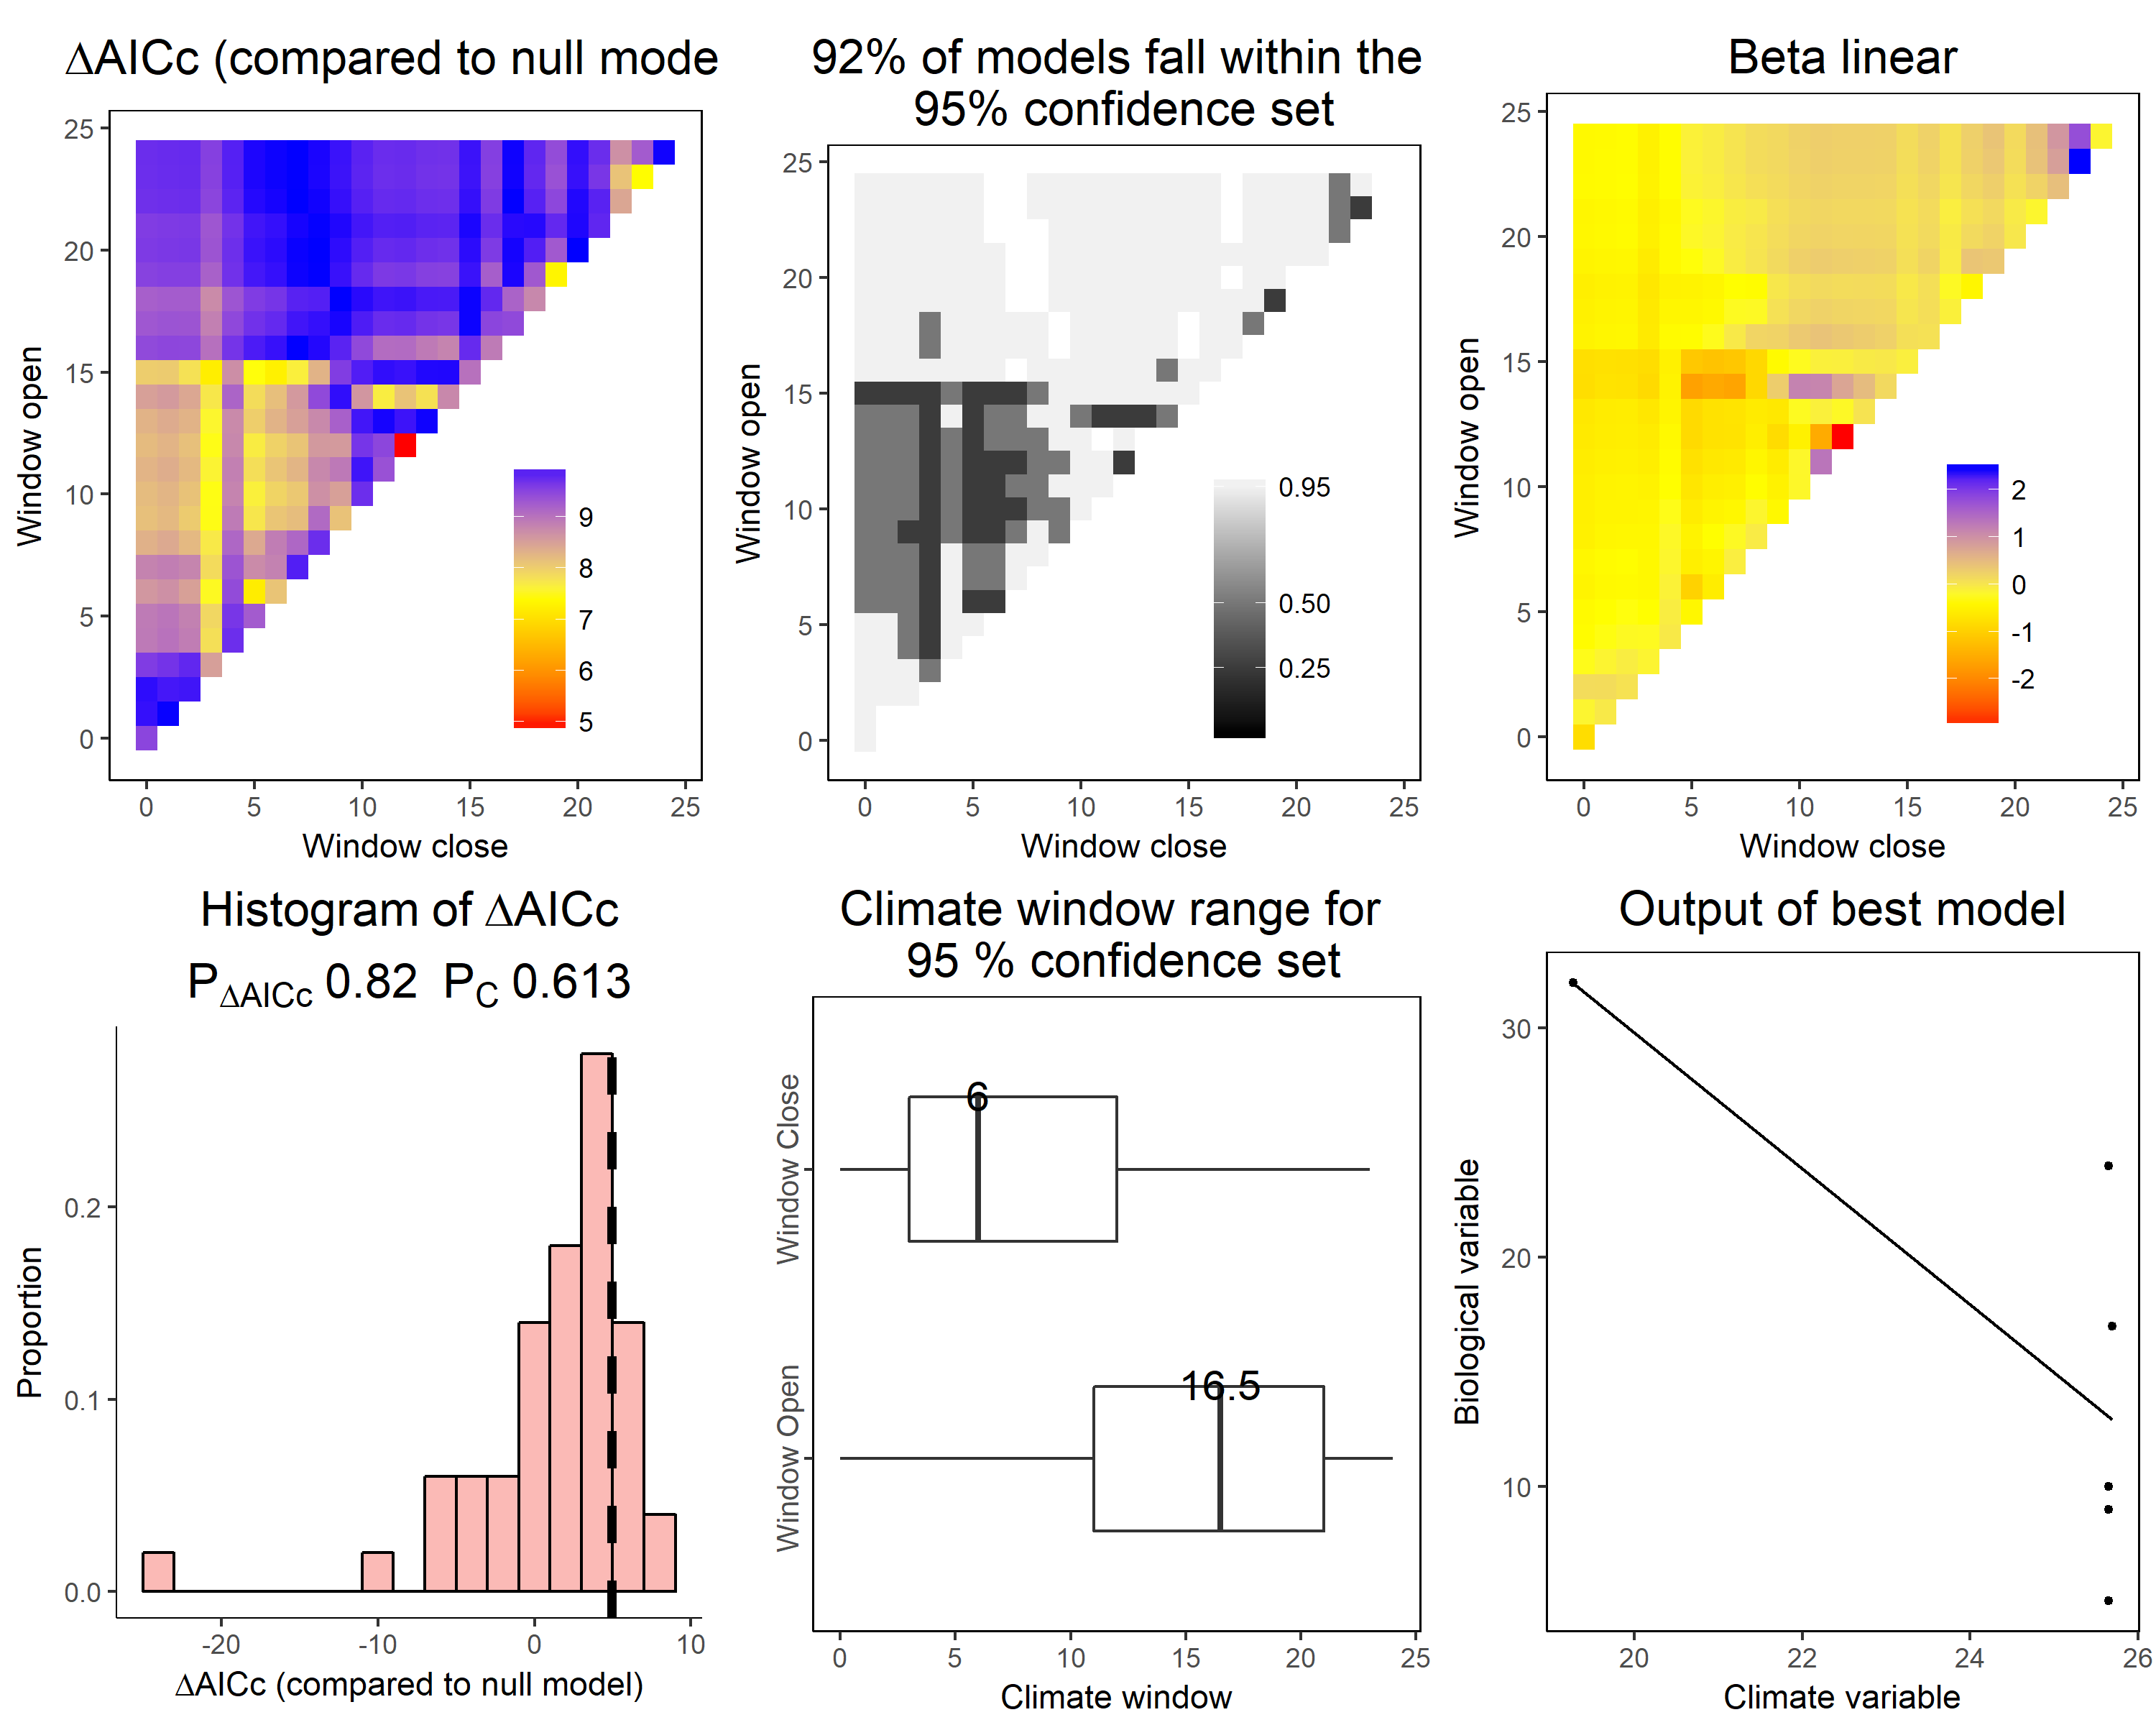 ΔAICc (compared to null mode
25
20
15
10
5
0
Window open
9
8
7
6
5
0 5 10 15 20 25
Window close
92% of models fall within the
95% confidence set
25
20
15
10
5
0
Window open
0.95
0.50
0.25
0 5 10 15 20 25
Window close
Beta linear
25
20
15
10
5
0
Window open
2
1
0
-1
-2
0 5 10 15 20 25
Window close
Histogram of ΔAICc
PΔAICc 0.82 PC 0.613
0.2
0.1
0.0
Proportion
-20 -10 0 10
ΔAICc (compared to null model)
Climate window range for
95 % confidence set
Window Close
6
Window Open
16.5
0 5 10 15 20 25
Climate window
Output of best model
30
20
10
Biological variable
20 22 24 26
Climate variable